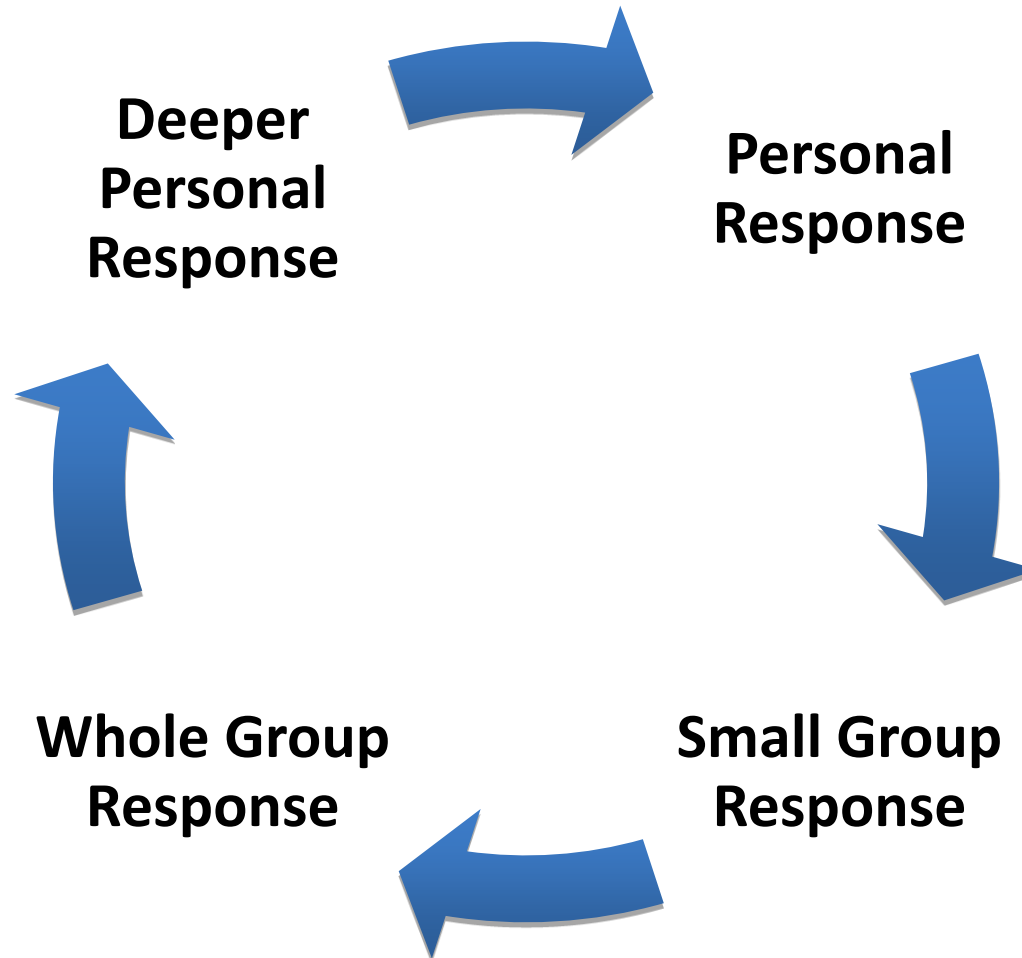 Deeper
Personal
Response
Personal
Response
Whole Group
Response
Small Group
Response